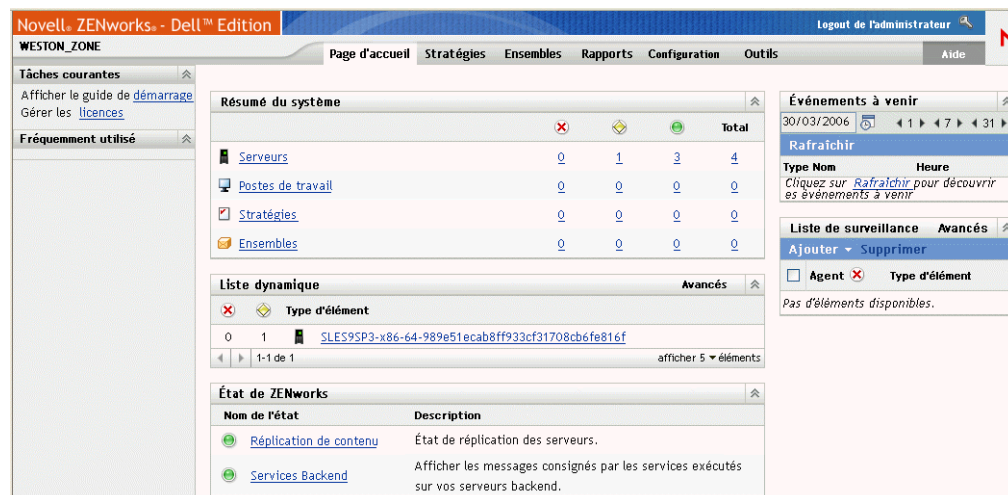 Novell® ZENworks® - Dell™ Edition
Logout de l'administrateur
WESTON_ZONE
Page d'accueil Stratégies Ensembles Rapports Configuration Outils Aide
Tâches courantes
Afficher le guide de démarrage
Gérer les licences
Fréquemment utilisé
Résumé du système
Total
Serveurs 0 1 3 4
Postes de travail 0 0 0 0
Stratégies 0 0 0 0
Ensembles 0 0 0 0
Liste dynamique Avancés
Type d'élément
0 1 SLES9SP3-x86-64-989e51ecab8ff933cf31708cb6fe816f
1-1 de 1 afficher 5 éléments
État de ZENworks
Nom de l'état Description
Réplication de contenu État de réplication des serveurs.
Services Backend Afficher les messages consignés par les services exécutés
sur vos serveurs backend.
Événements à venir
30/03/2006 1 7 31
Rafraîchir
Type Nom Heure
Cliquez sur Rafraîchir pour découvrir
es événements à venir
Liste de surveillance Avancés
Ajouter Supprimer
Agent Type d'élément
Pas d'éléments disponibles.